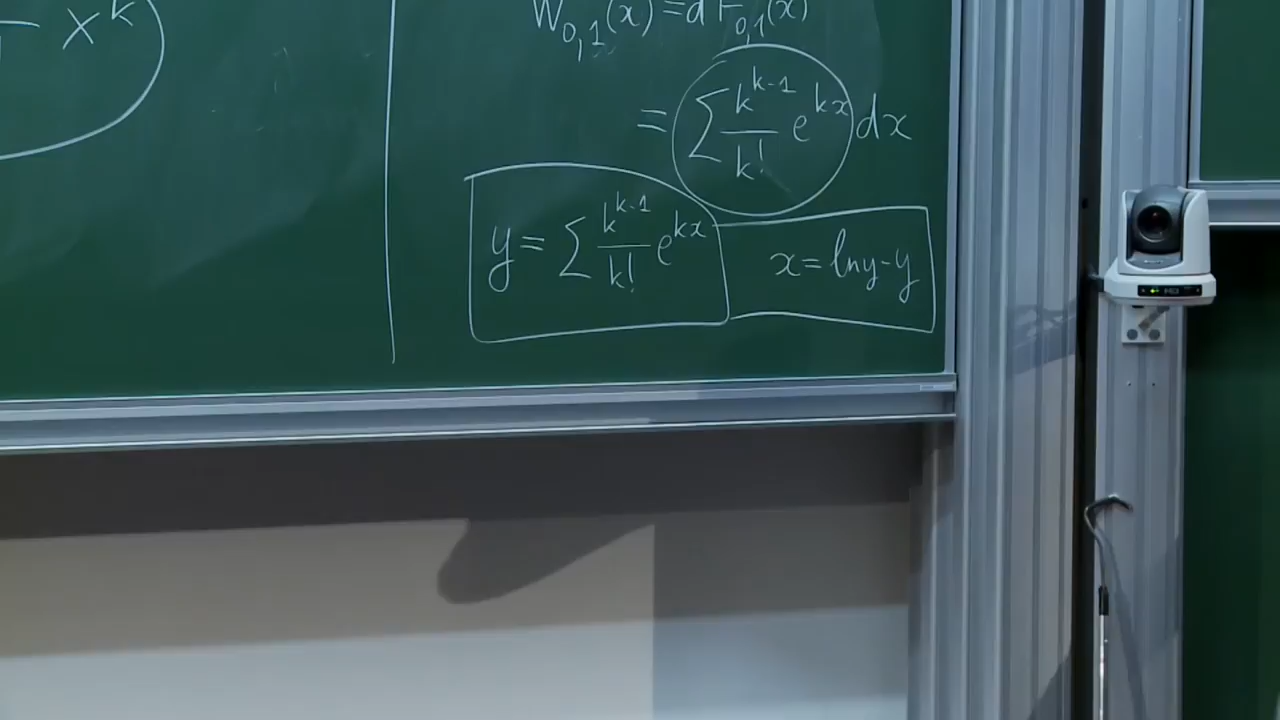 x^k
W_{0,1}(x) = d F_{0,1}(x)
= ∑ k^{k-1}/k! e^{kx} dx
y = ∑ k^{k-1}/k! e^{kx}
x = ln y - y